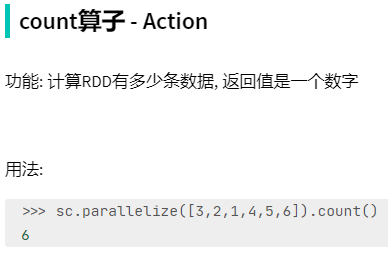 count算子 - Action
功能: 计算RDD有多少条数据, 返回值是一个数字
用法:
>>> sc.parallelize([3,2,1,4,5,6]).count()
6